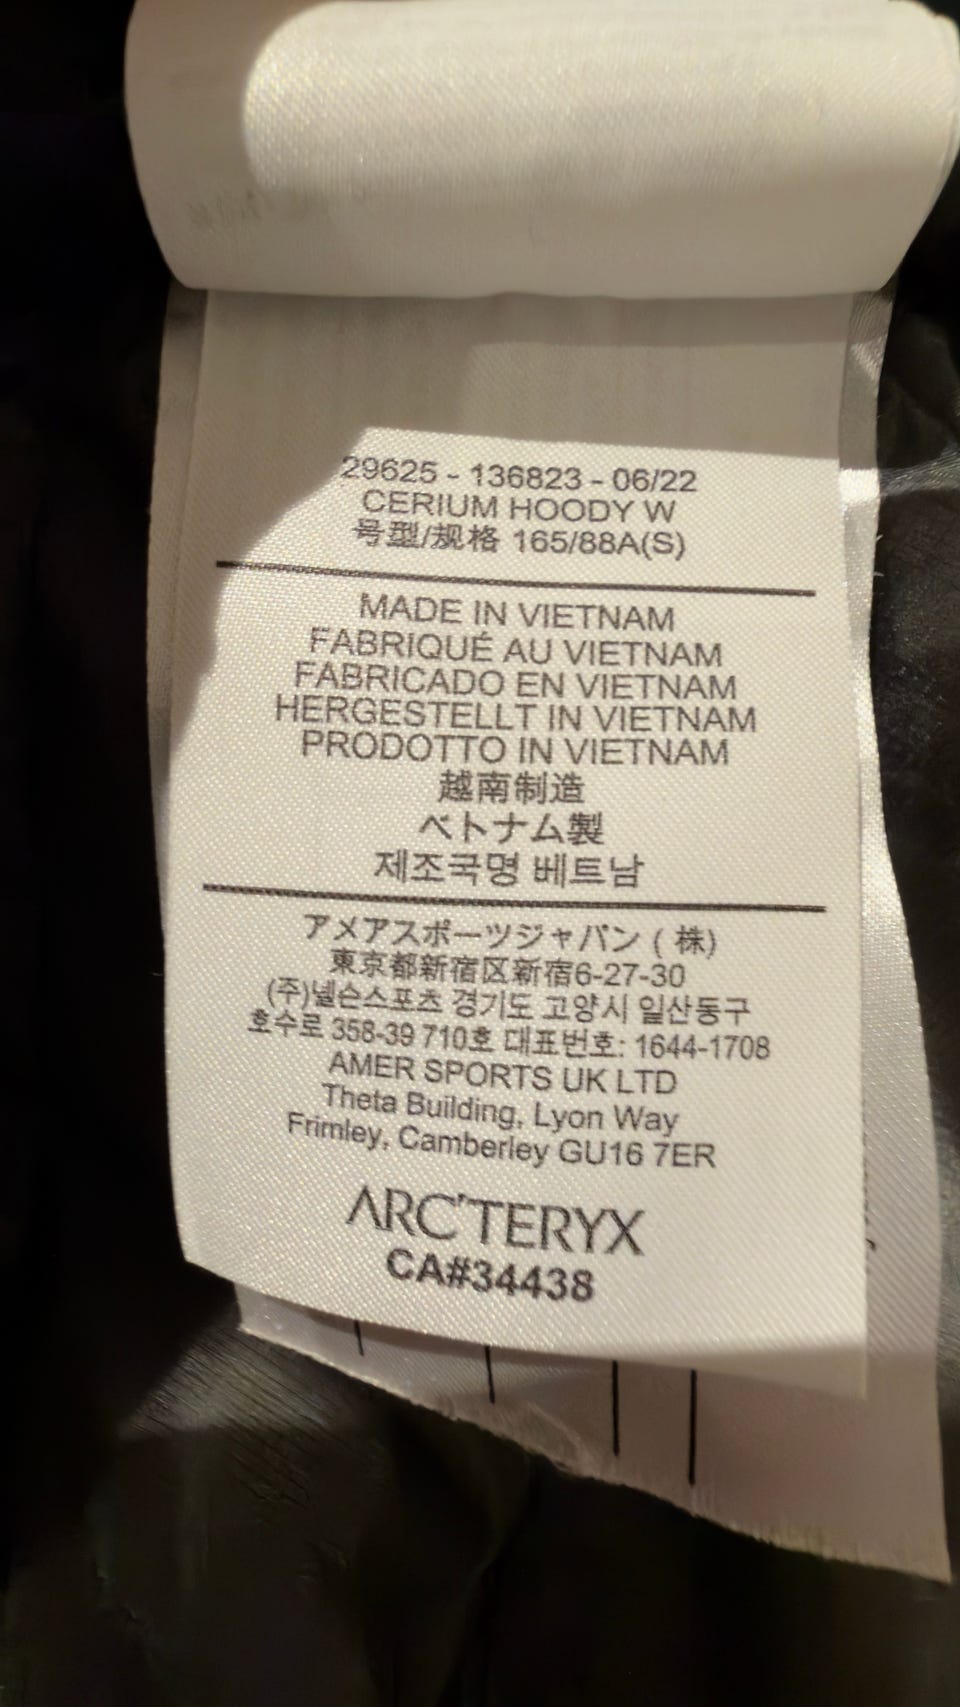 29625 - 136823 - 06/22
CERIUM HOODY W
号型/规格 165/88A(S)
MADE IN VIETNAM
FABRIQUÉ AU VIETNAM
FABRICADO EN VIETNAM
HERGESTELLT IN VIETNAM
PRODOTTO IN VIETNAM
越南制造
ベトナム製
제조국명 베트남
アメアスポーツジャパン ( 株)
東京都新宿区新宿6-27-30
(주)넬슨스포츠 경기도 고양시 일산동구
호수로 358-39 710호 대표번호: 1644-1708
AMER SPORTS UK LTD
Theta Building, Lyon Way
Frimley, Camberley GU16 7ER
ARC'TERYX
CA#34438